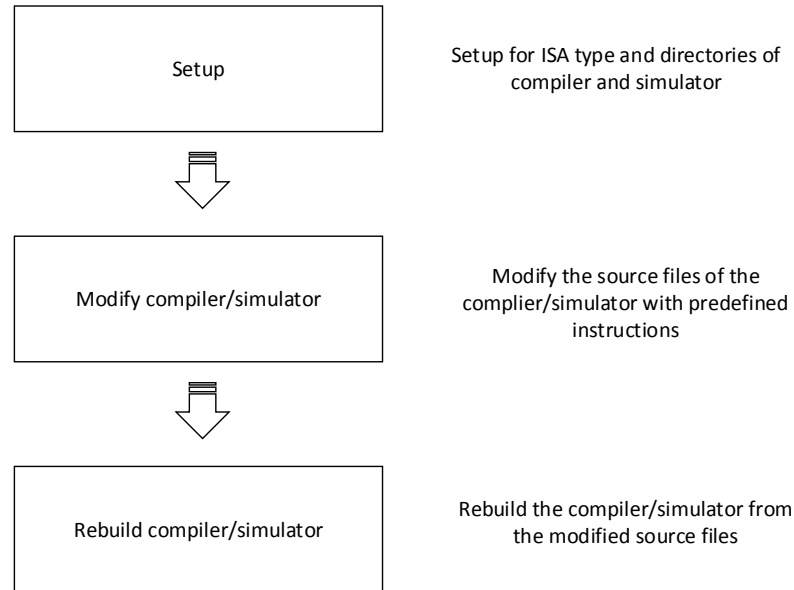 Setup
Setup for ISA type and directories of
compiler and simulator
Modify compiler/simulator
Modify the source files of the
complier/simulator with predefined
instructions
Rebuild compiler/simulator
Rebuild the compiler/simulator from
the modified source files